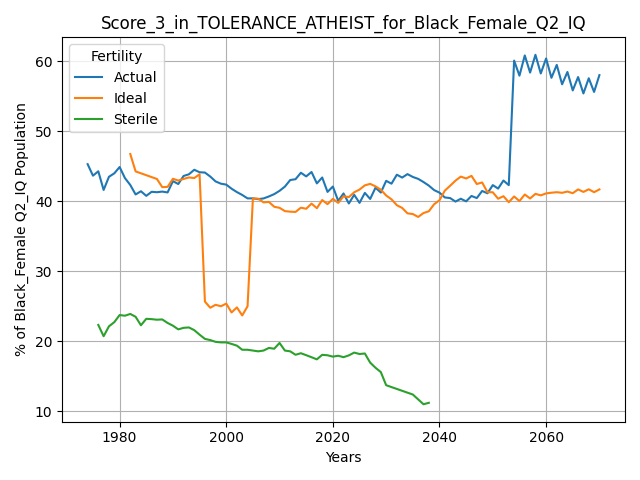 Score_3_in_TOLERANCE_ATHEIST_for_Black_Female_Q2_IQ
Fertility
Actual
Ideal
Sterile
% of Black_Female Q2_IQ Population
60
50
40
30
20
10
1980 2000 2020 2040 2060
Years